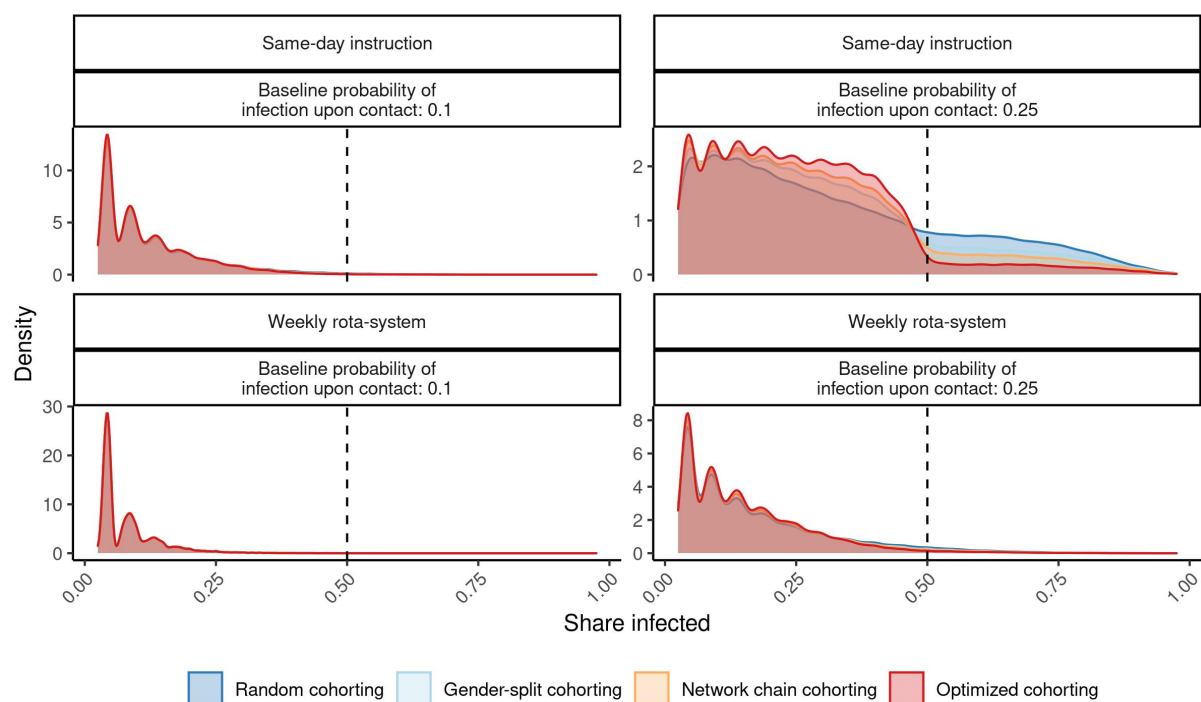 Same-day instruction
Same-day instruction
Baseline probability of
infection upon contact: 0.1
Baseline probability of
infection upon contact: 0.25
10
5
0
2
1
0
Density
Weekly rota-system
Weekly rota-system
Baseline probability of
infection upon contact: 0.1
Baseline probability of
infection upon contact: 0.25
30
20
10
0
8
6
4
2
0
0.00 0.25 0.50 0.75 1.00
0.00 0.25 0.50 0.75 1.00
Share infected
Random cohorting Gender-split cohorting Network chain cohorting Optimized cohorting